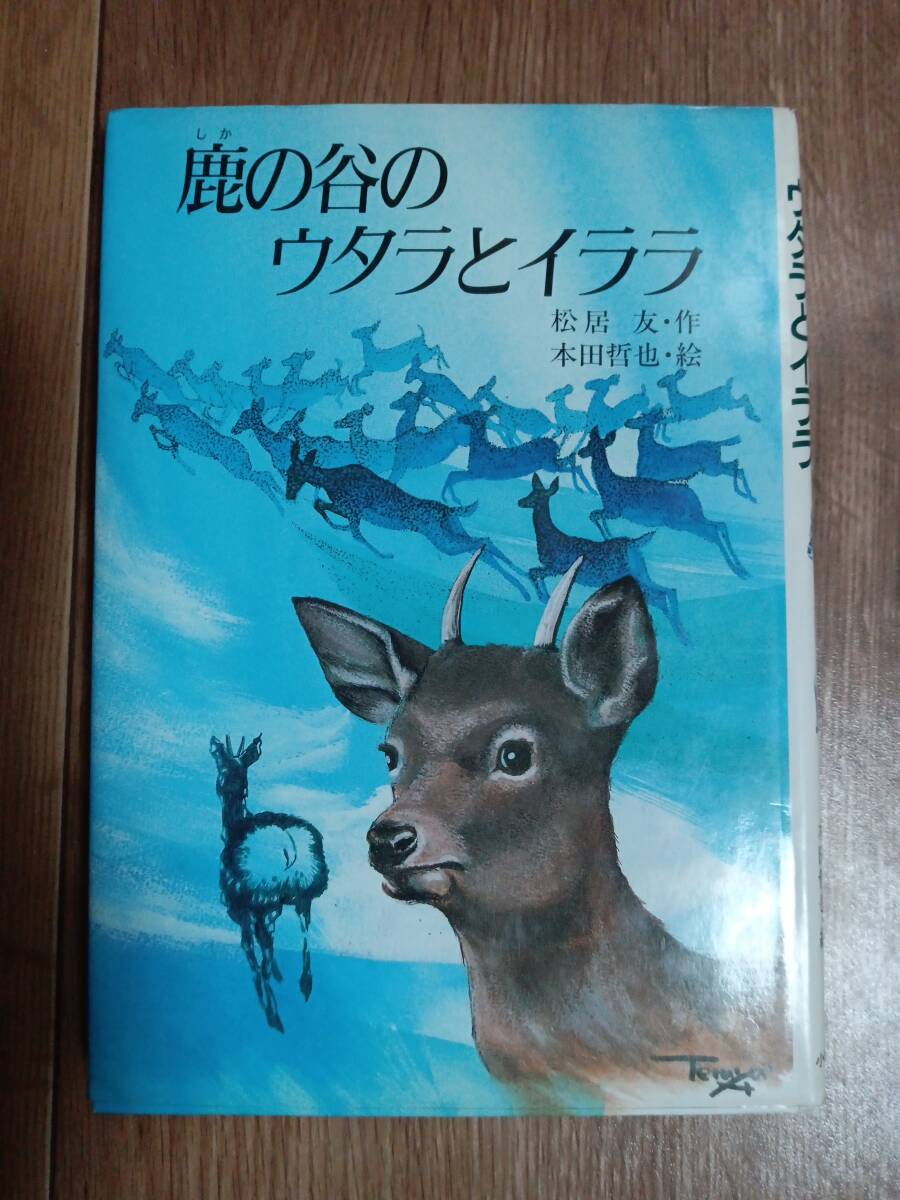 しか
鹿の谷の
ウタラとイララ
松居 友・作
本田哲也・絵
ウタラとイララ